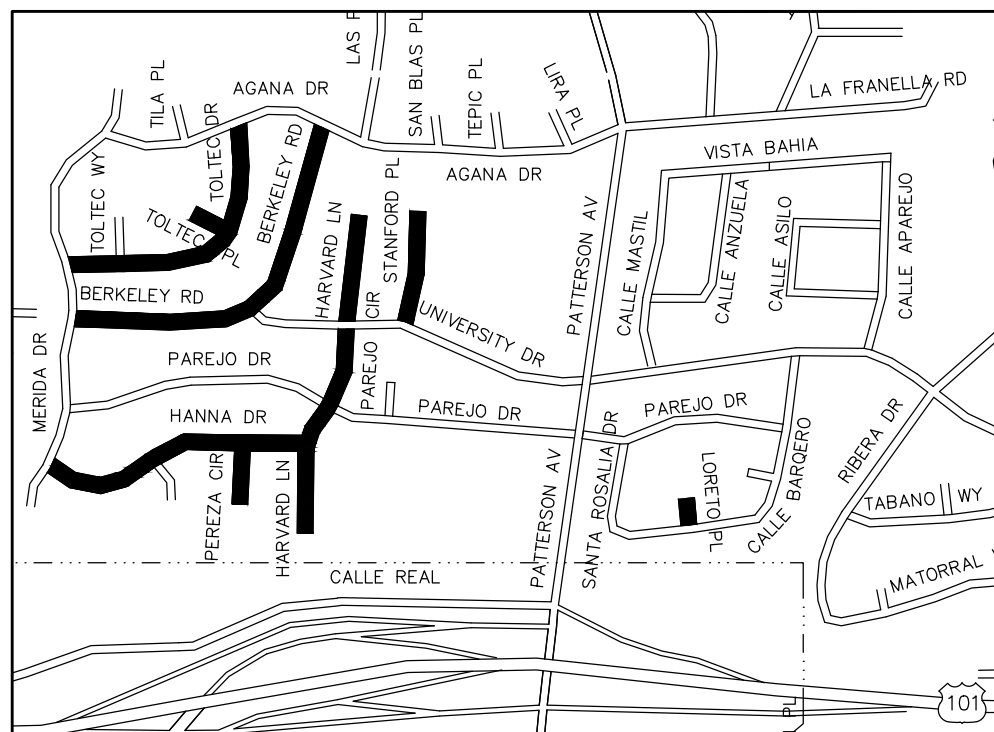 LAS
SAN BLAS PL
TEPIC PL
LIRA PL
TILA PL
AGANA DR
LA FRANELLA RD
TOLTEC DR
BERKELEY RD
VISTA BAHIA
AGANA DR
TOLTEC WY
STANFORD PL
HARVARD LN
TOLTEC PL
PATTERSON AV
CALLE MASTIL
CALLE ANZUELA
CALLE ASILO
CALLE APAREJO
BERKELEY RD
UNIVERSITY DR
MERIDA DR
PAREJO DR
PAREJO CIR
HANNA DR
PAREJO DR
PAREJO DR
RIBERA DR
PEREZA CIR
HARVARD LN
PATTERSON AV
SANTA ROSALIA DR
LORETO PL
CALLE BARQERO
TABANO WY
CALLE REAL
MATORRAL
101
PL